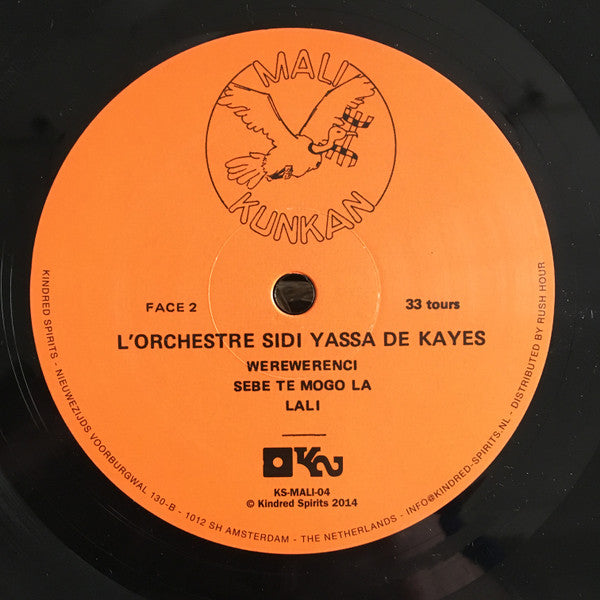 MALI
KUNKAN
FACE 2
33 tours
L'ORCHESTRE SIDI YASSA DE KAYES
WEREWERENCI
SEBE TE MOGO LA
LALI
KS-MALI-04
© Kindred Spirits 2014
KINDRED SPIRITS - NIEUWEZIJDS VOORBURGWAL 130-B - 1012 SH AMSTERDAM - THE NETHERLANDS - INFO@KINDRED-SPIRITS.NL - DISTRIBUTED BY RUSH HOUR